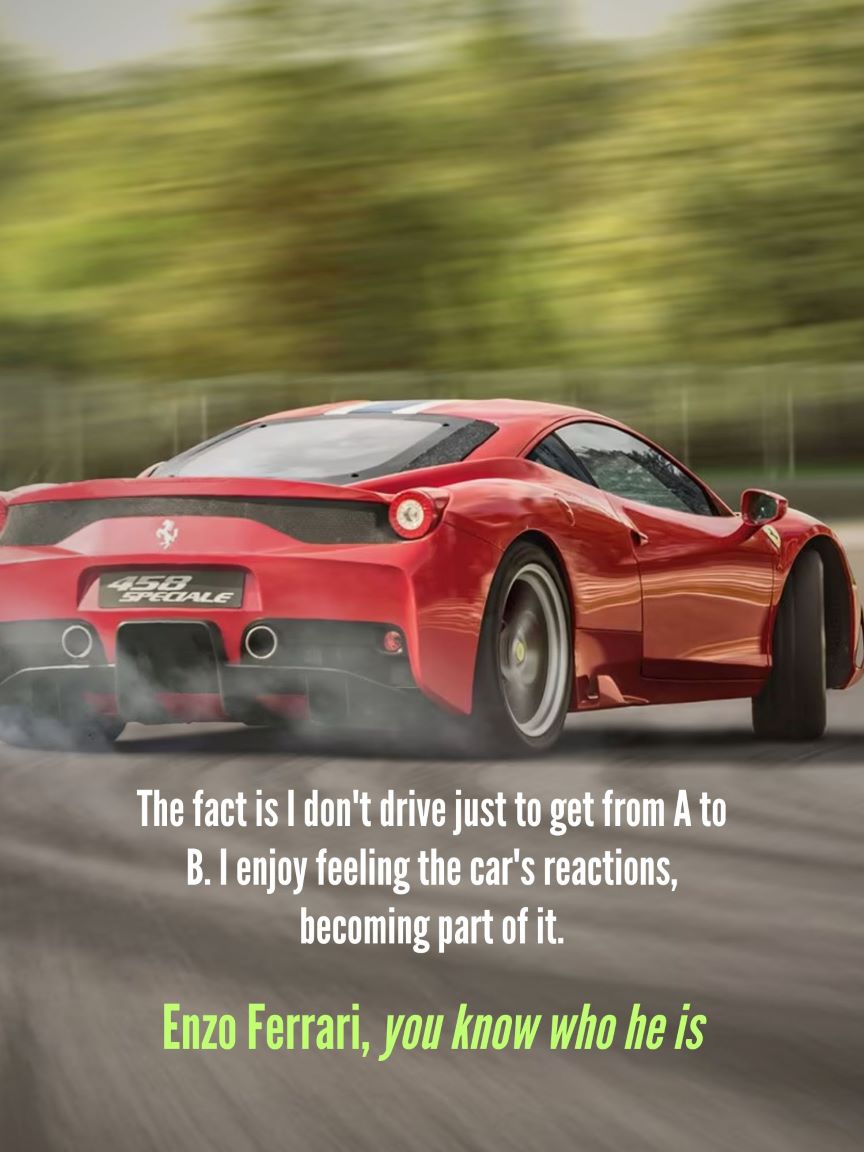 458
SPECIALE
The fact is I don't drive just to get from A to
B. I enjoy feeling the car's reactions,
becoming part of it.
Enzo Ferrari, you know who he is